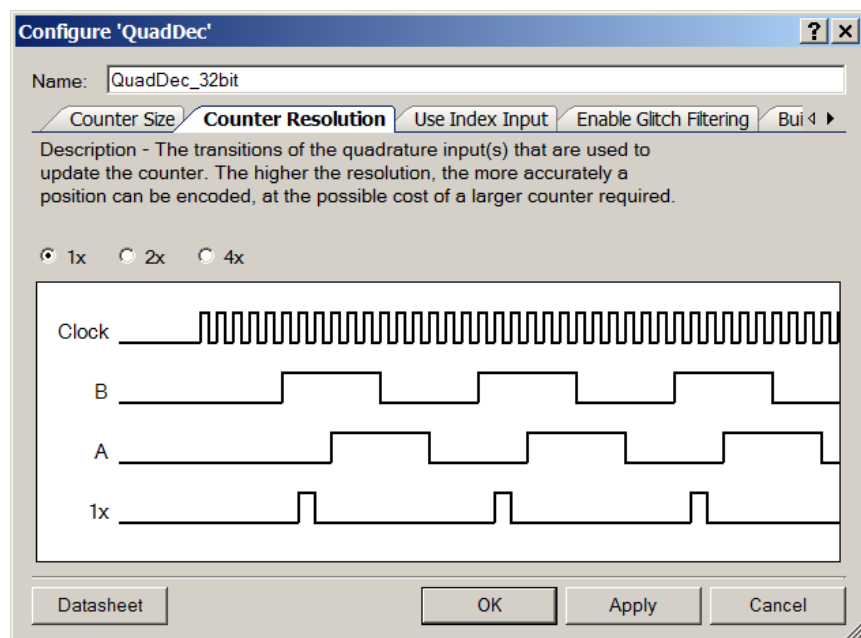 Configure 'QuadDec'
Name: QuadDec_32bit
Counter Size Counter Resolution Use Index Input Enable Glitch Filtering Bui
Description - The transitions of the quadrature input(s) that are used to
update the counter. The higher the resolution, the more accurately a
position can be encoded, at the possible cost of a larger counter required.
1x 2x 4x
Clock
B
A
1x
Datasheet OK Apply Cancel